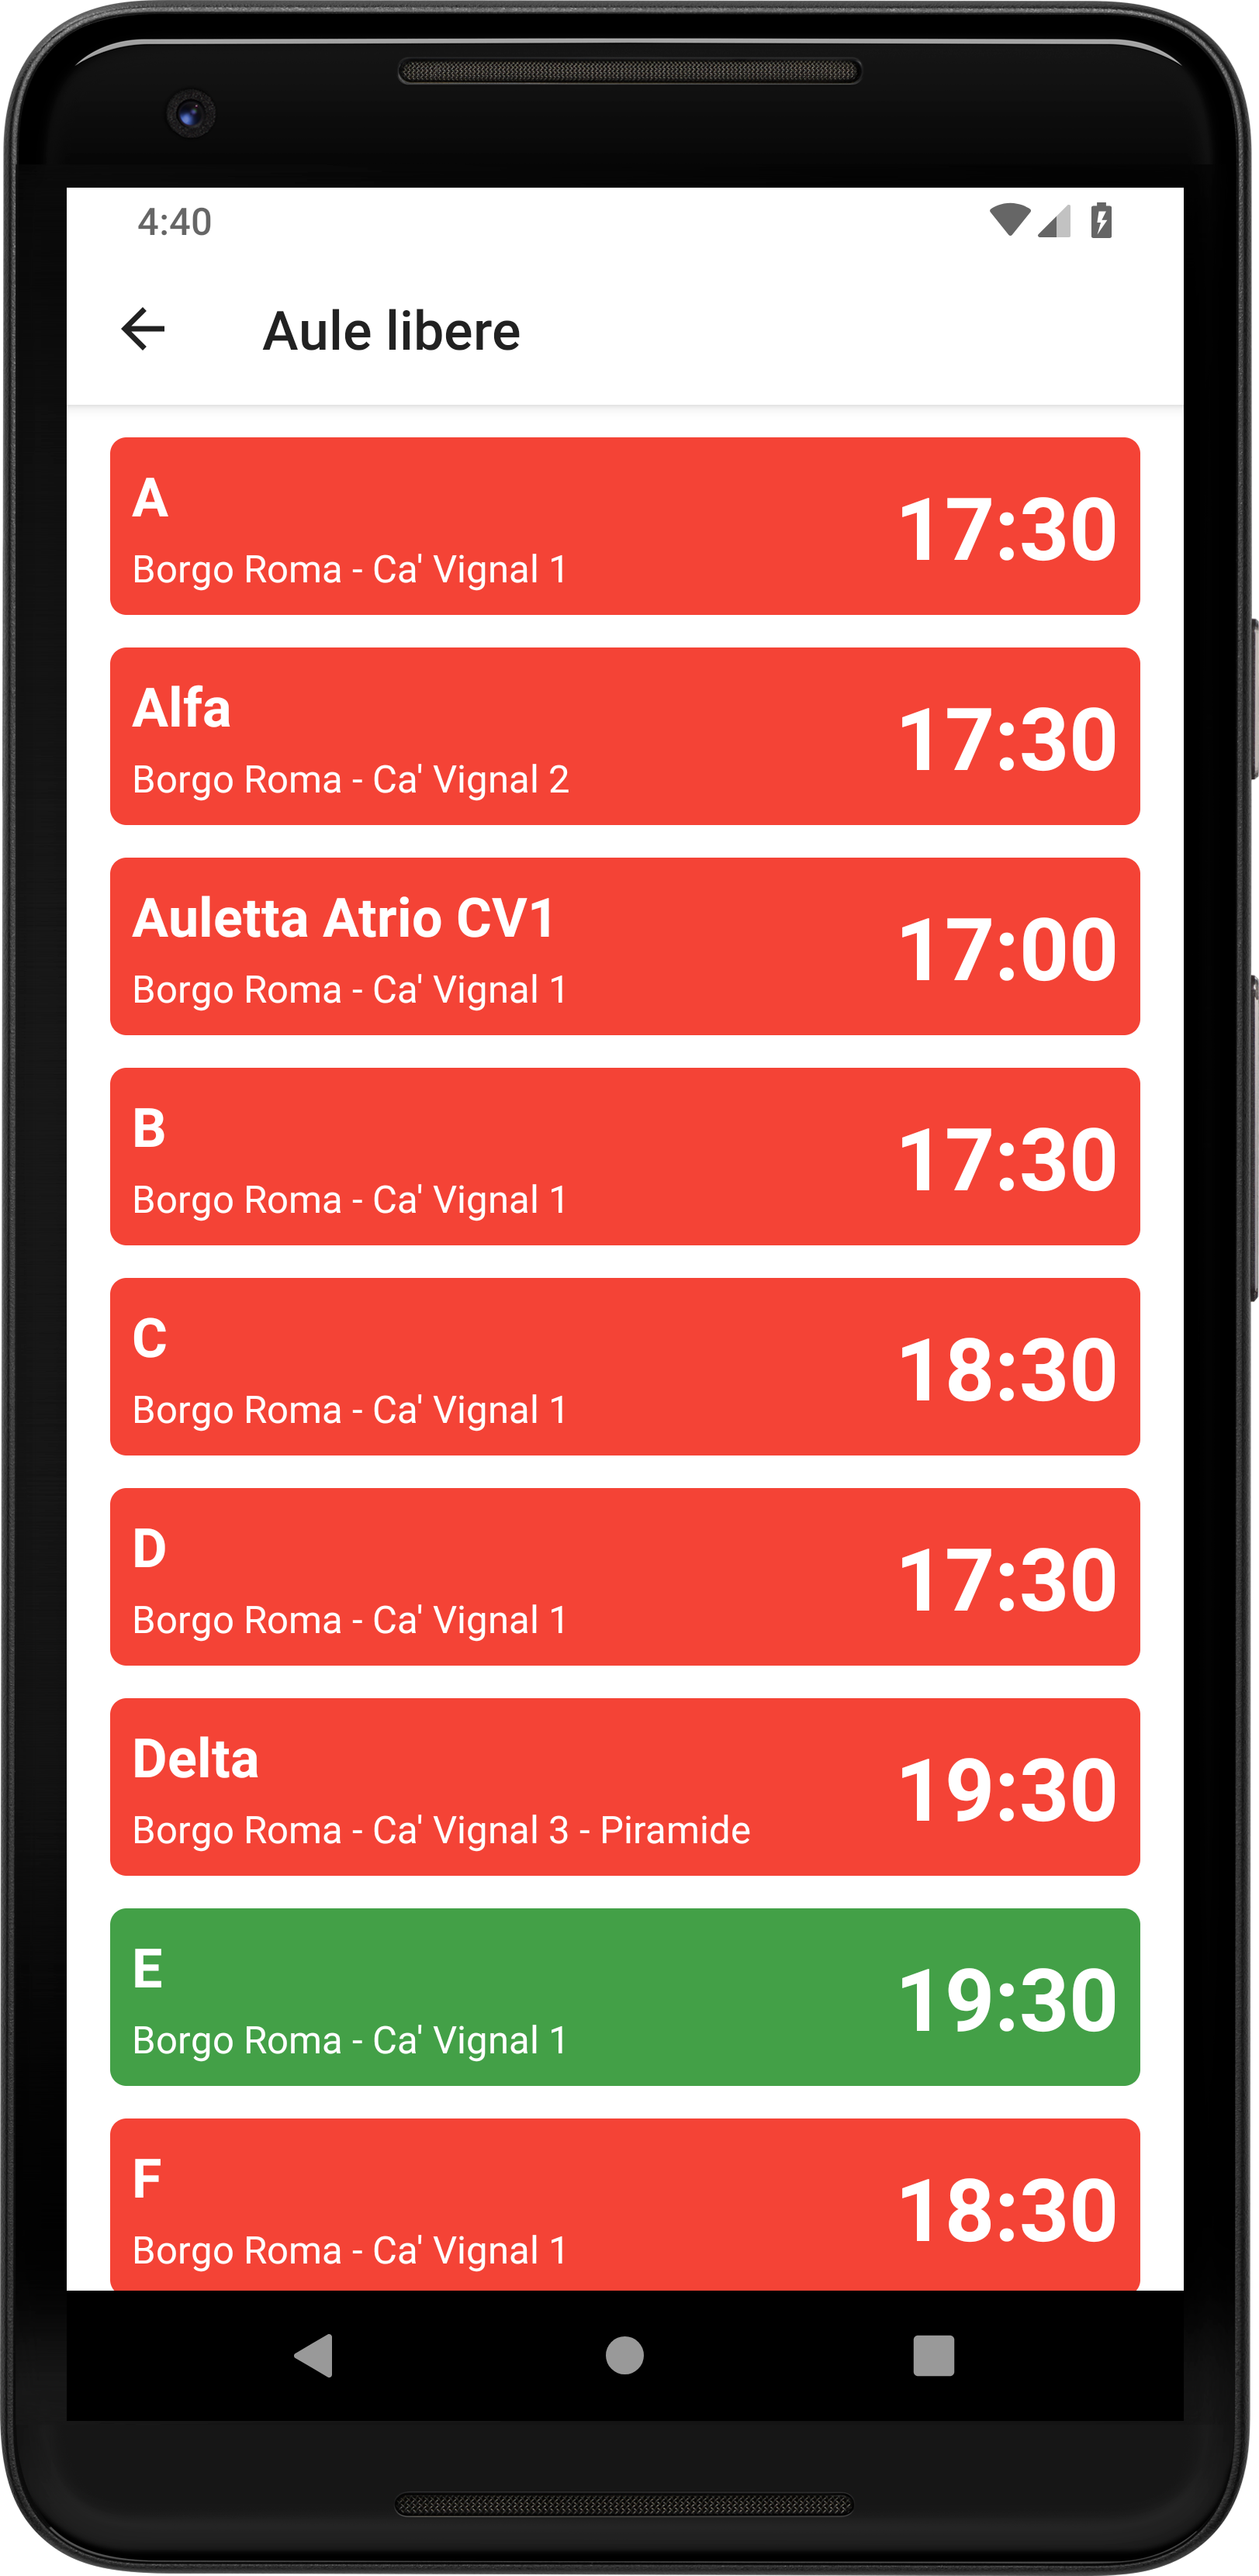 4:40
Aule libere
A
17:30
Borgo Roma - Ca' Vignal 1
Alfa
17:30
Borgo Roma - Ca' Vignal 2
Auletta Atrio CV1
17:00
Borgo Roma - Ca' Vignal 1
B
17:30
Borgo Roma - Ca' Vignal 1
C
18:30
Borgo Roma - Ca' Vignal 1
D
17:30
Borgo Roma - Ca' Vignal 1
Delta
19:30
Borgo Roma - Ca' Vignal 3 - Piramide
E
19:30
Borgo Roma - Ca' Vignal 1
F
18:30
Borgo Roma - Ca' Vignal 1